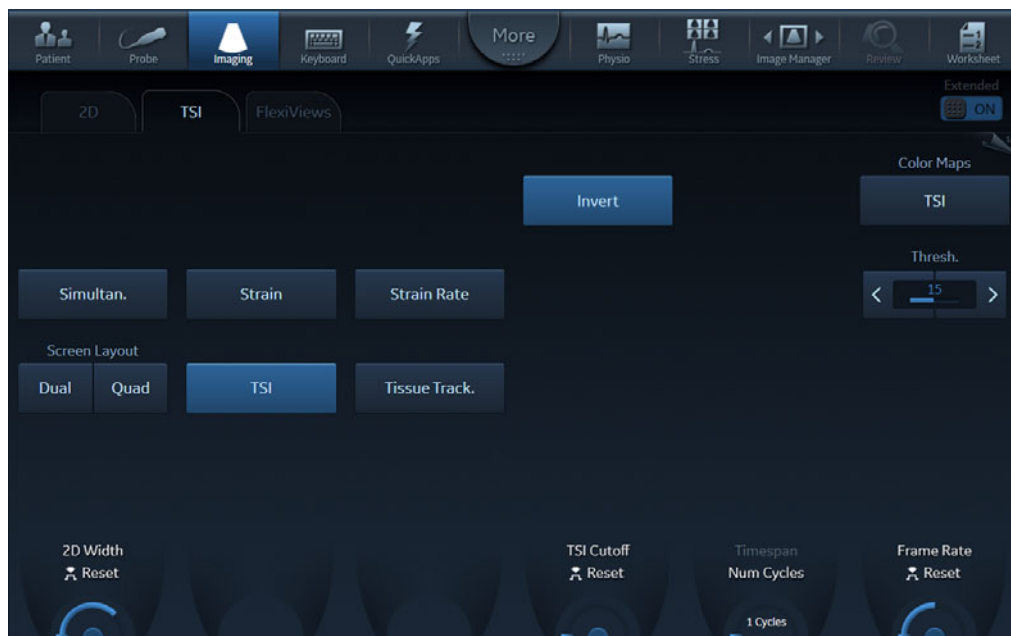 Patient Probe Imaging Keyboard QuickApps More Physio Stress Image Manager Review Worksheet
Extended
ON
2D TSI FlexiViews
Color Maps
Invert TSI
Thresh.
Simultan. Strain Strain Rate 15
Screen Layout
Dual Quad TSI Tissue Track.
2D Width TSI Cutoff Timespan Frame Rate
Reset Reset Num Cycles Reset
1 Cycles